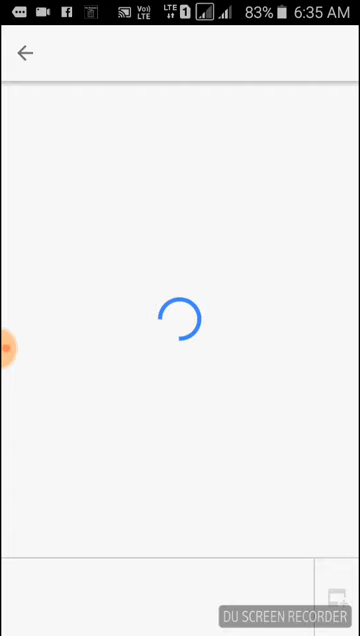 Vo))
LTE
LTE
1
83%
6:35 AM
DU SCREEN RECORDER